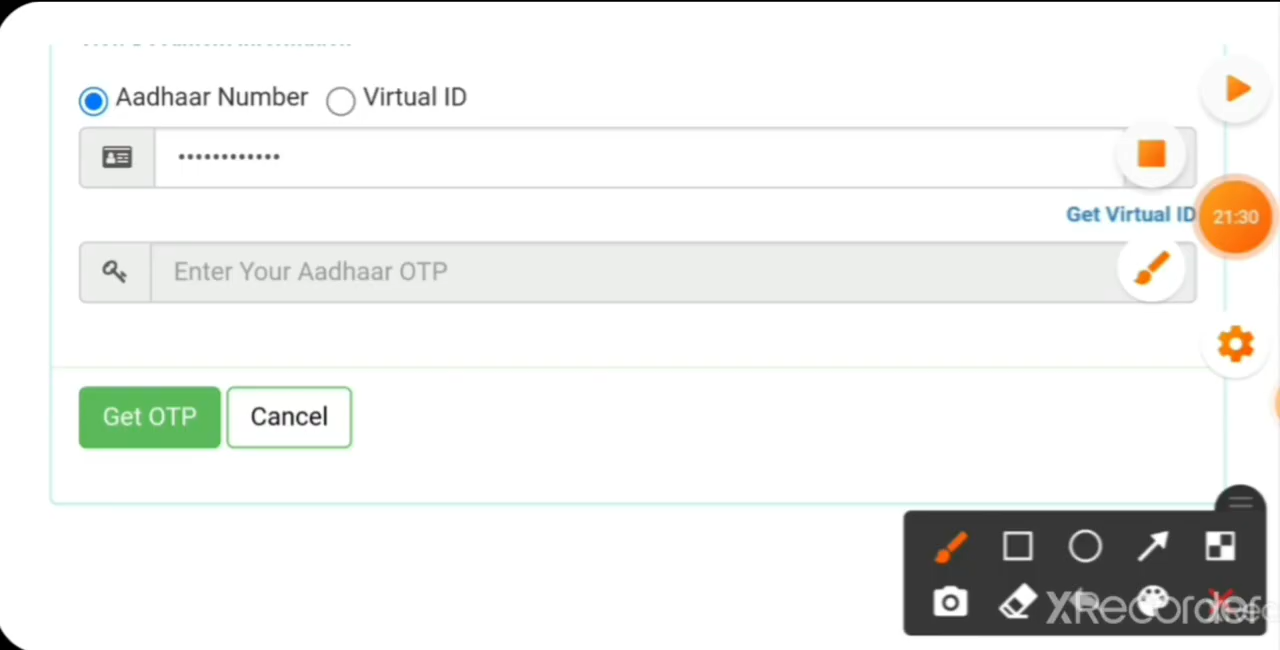 Aadhaar Number Virtual ID
••••••••••••
Get Virtual ID
21:30
Enter Your Aadhaar OTP
Get OTP Cancel
XRecorder